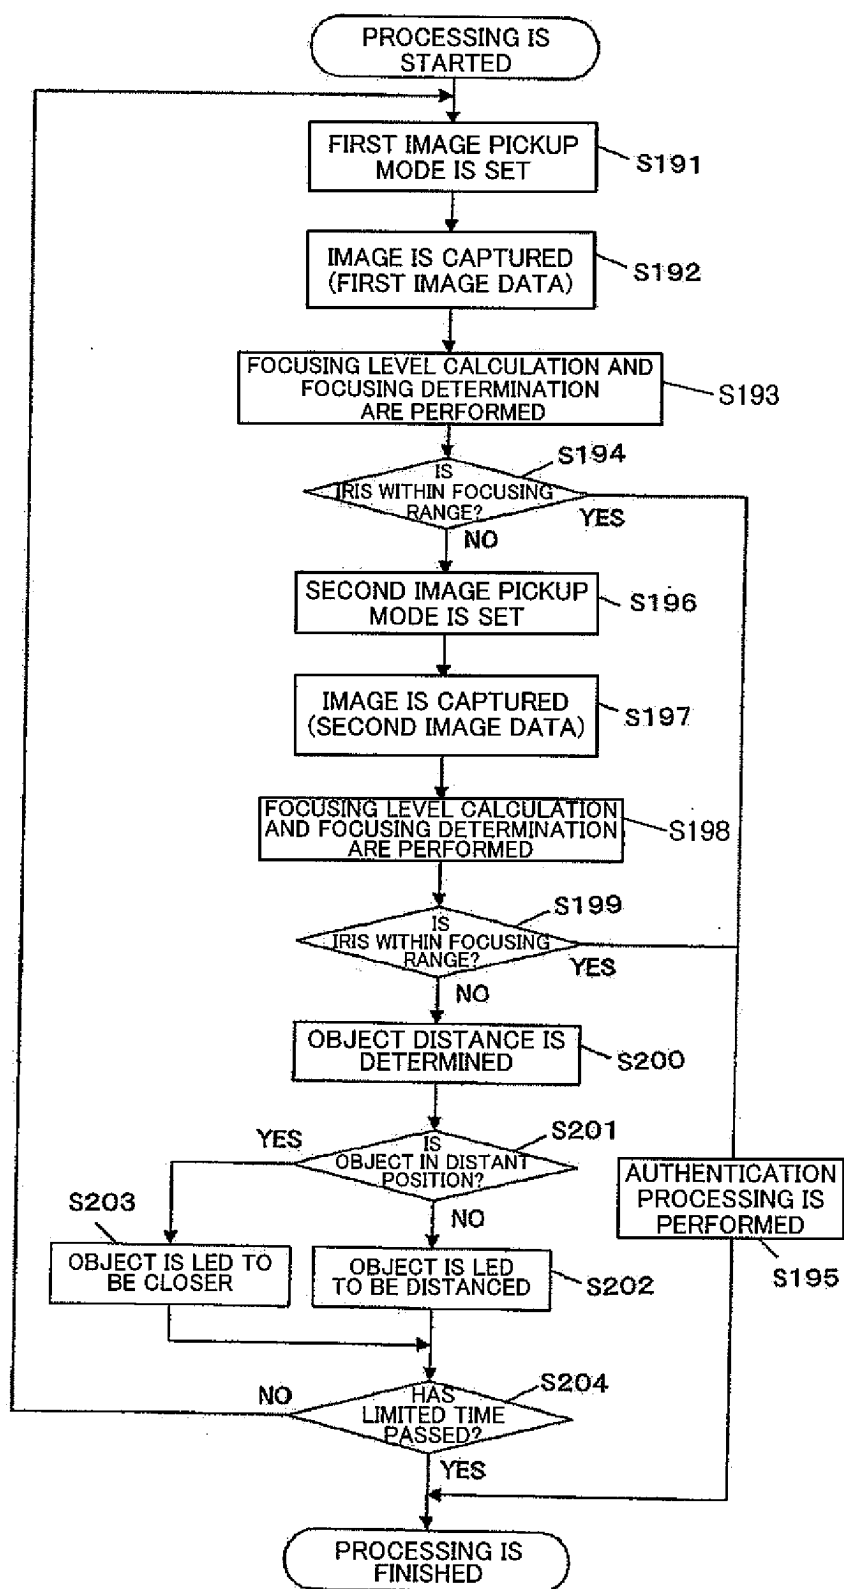 PROCESSING IS
STARTED
FIRST IMAGE PICKUP
MODE IS SET
S191
IMAGE IS CAPTURED
(FIRST IMAGE DATA)
S192
FOCUSING LEVEL CALCULATION AND
FOCUSING DETERMINATION
ARE PERFORMED
S193
S194
IS
IRIS WITHIN FOCUSING
RANGE?
YES
NO
SECOND IMAGE PICKUP
MODE IS SET
S196
IMAGE IS CAPTURED
(SECOND IMAGE DATA)
S197
FOCUSING LEVEL CALCULATION
AND FOCUSING DETERMINATION
ARE PERFORMED
S198
S199
IS
IRIS WITHIN FOCUSING
RANGE?
YES
NO
OBJECT DISTANCE IS
DETERMINED
S200
S201
YES
IS
OBJECT IN DISTANT
POSITION?
NO
AUTHENTICATION
PROCESSING IS
PERFORMED
S195
S203
OBJECT IS LED TO
BE CLOSER
OBJECT IS LED
TO BE DISTANCED
S202
S204
NO
HAS
LIMITED TIME
PASSED?
YES
PROCESSING IS
FINISHED